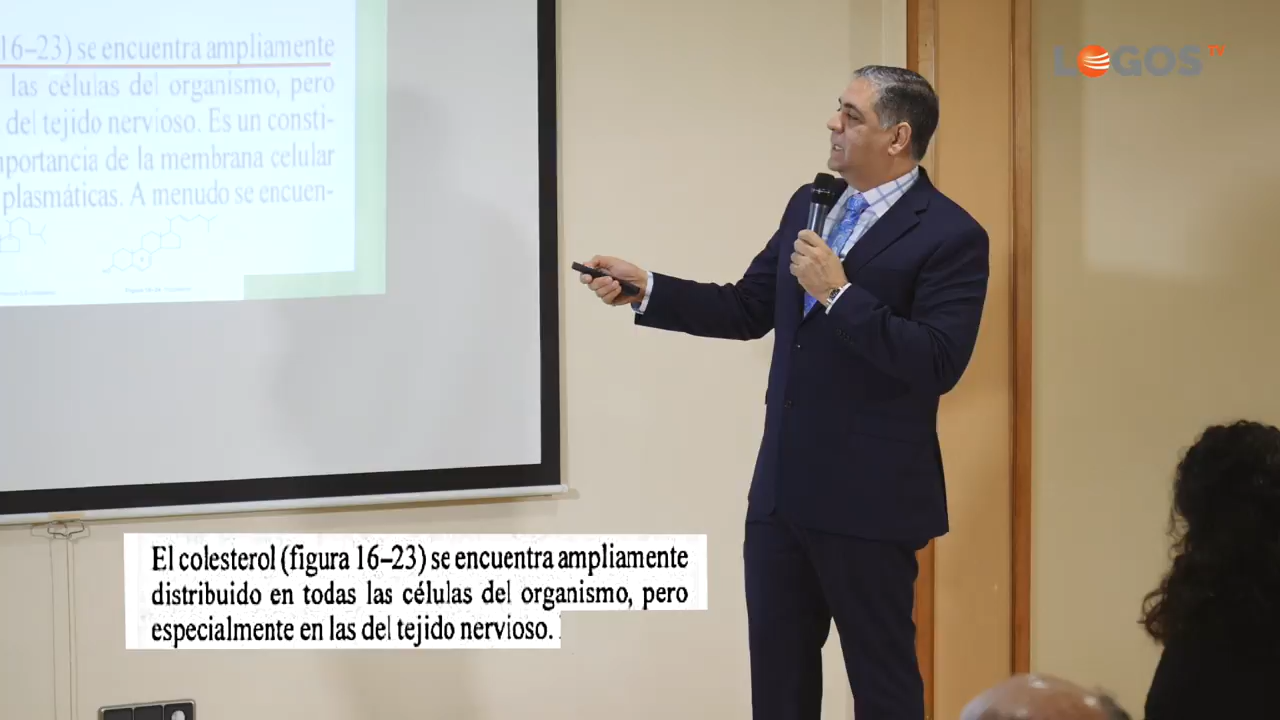 16–23) se encuentra ampliamente
las células del organismo, pero
del tejido nervioso. Es un consti-
mportancia de la membrana celular
plasmáticas. A menudo se encuen-
LOGOS TV
El colesterol (figura 16–23) se encuentra ampliamente
distribuido en todas las células del organismo, pero
especialmente en las del tejido nervioso.